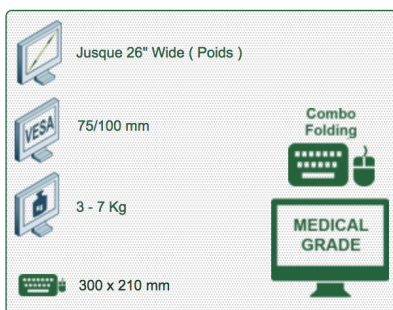 Jusque 26" Wide ( Poids )
VESA
75/100 mm
3 - 7 Kg
300 x 210 mm
Combo
Folding
MEDICAL
GRADE